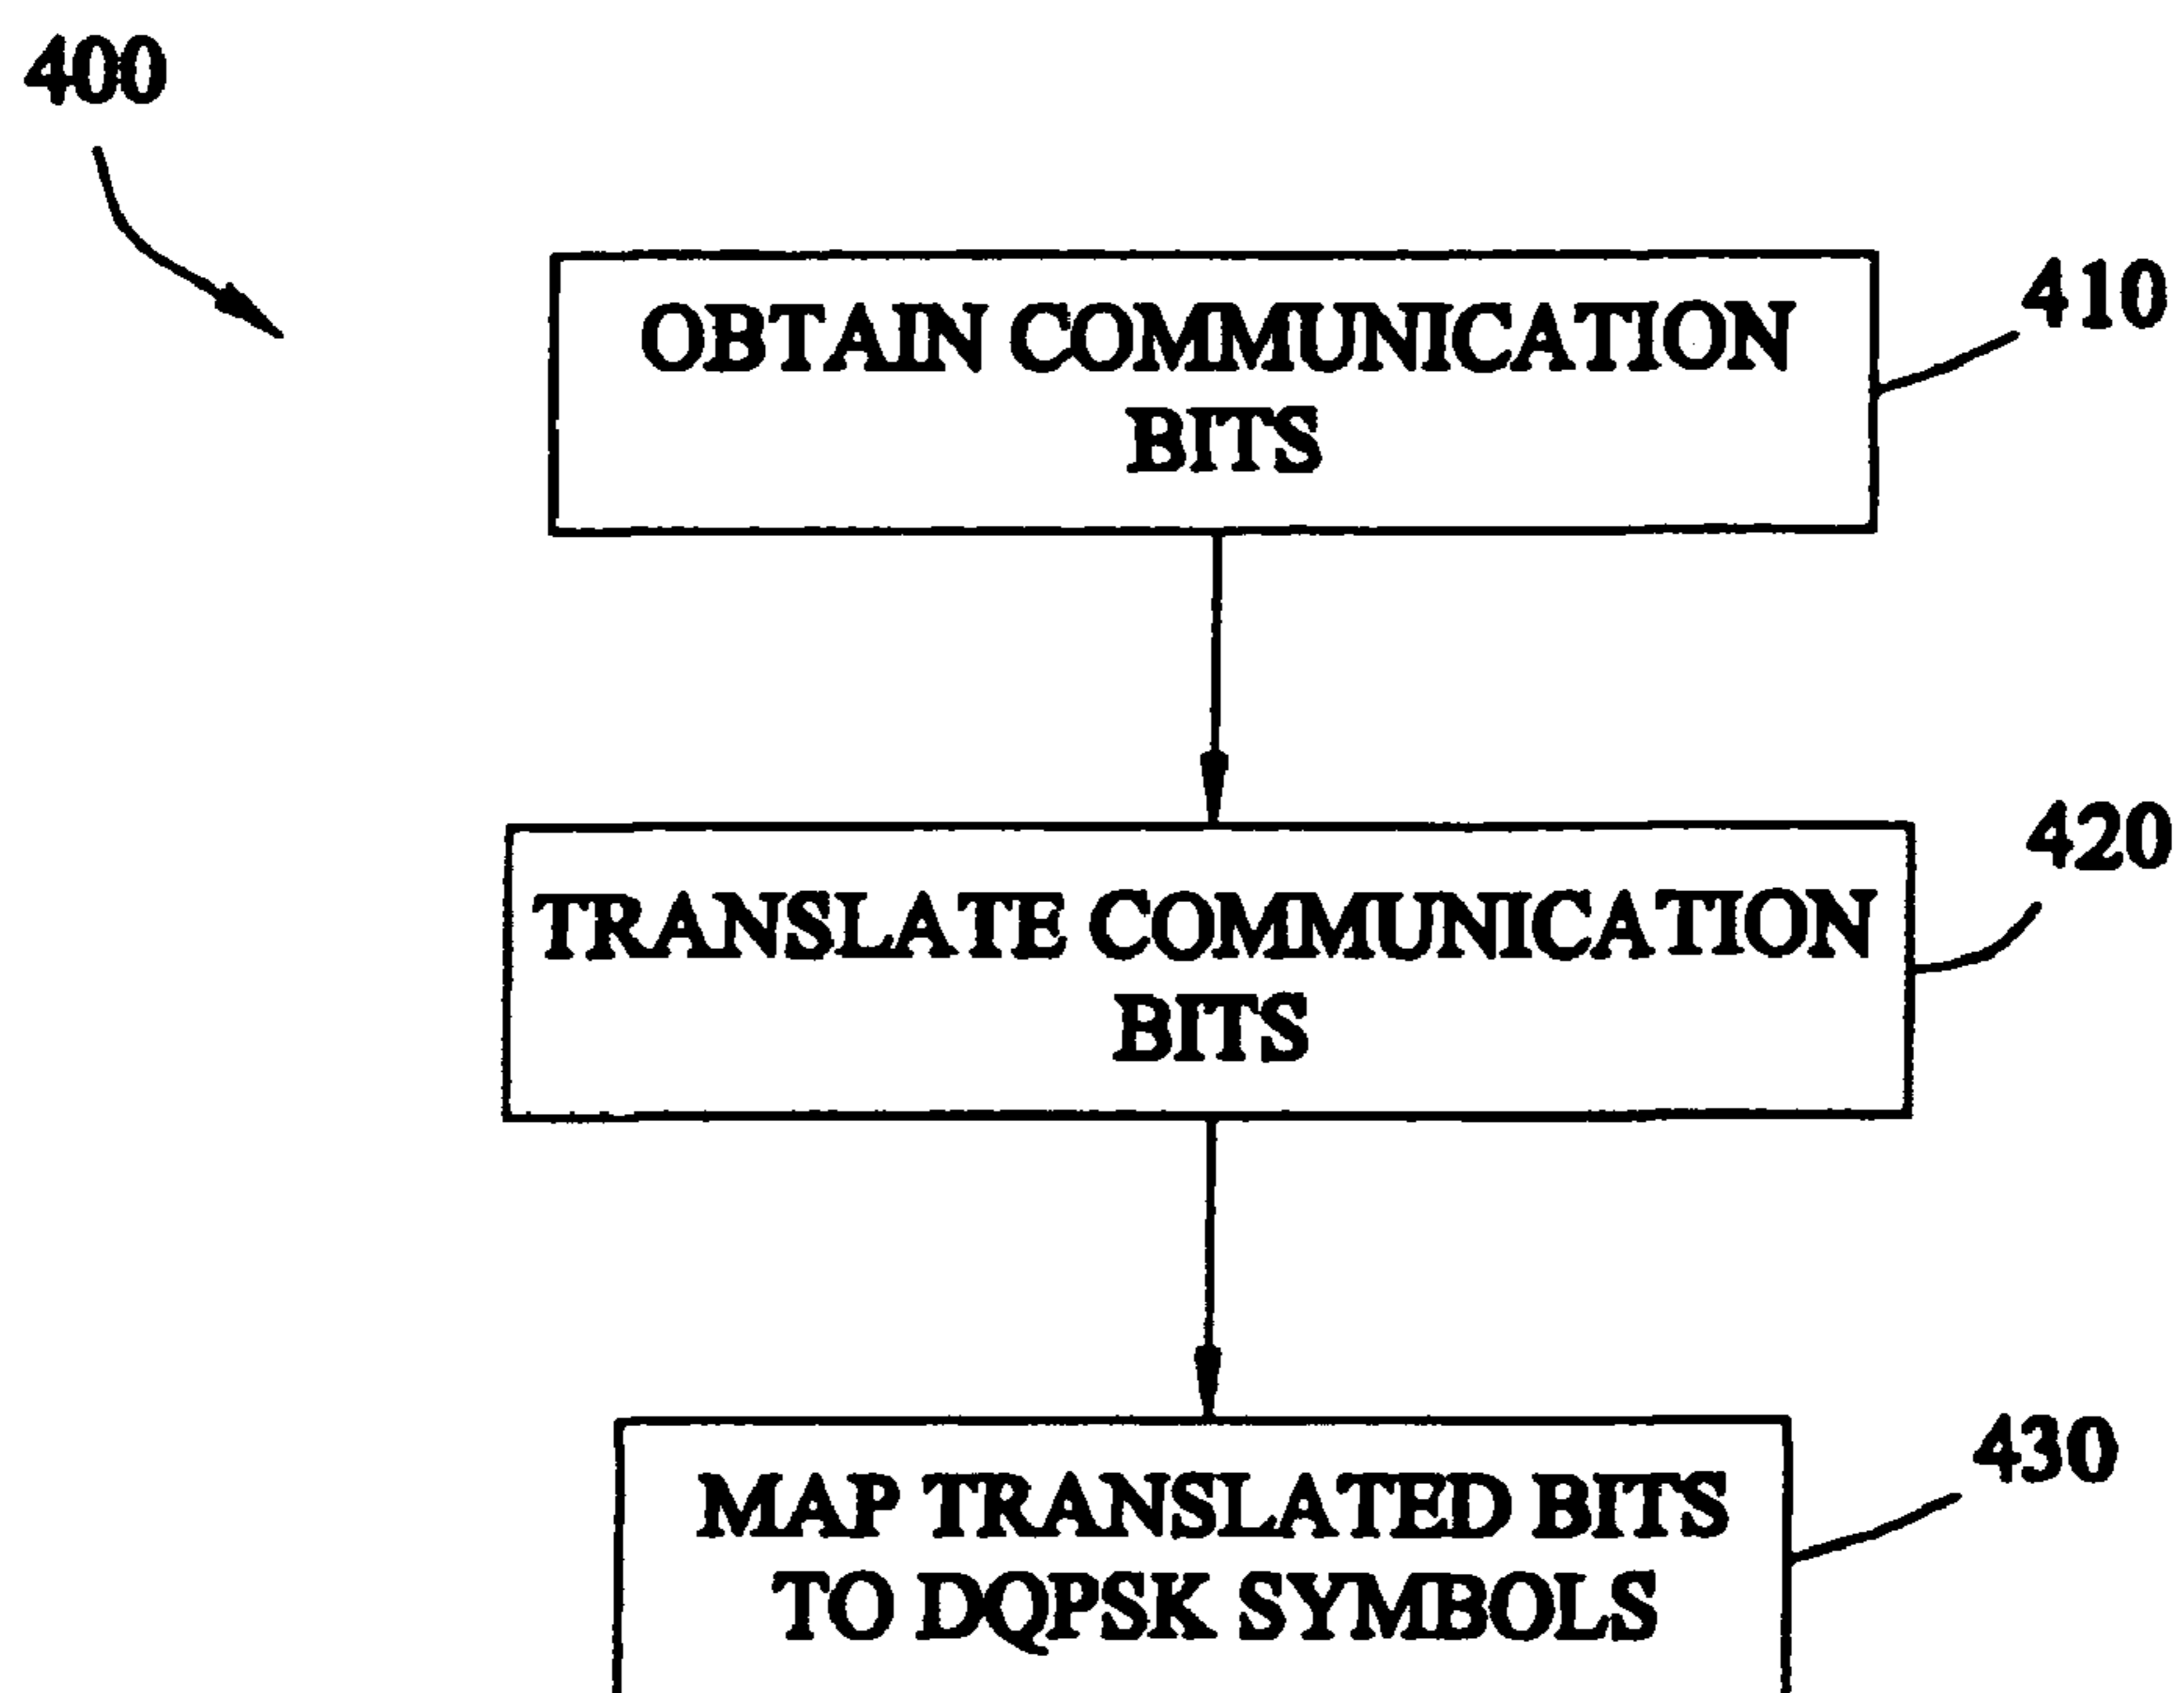 400
410
OBTAIN COMMUNICATION
BITS
420
TRANSLATE COMMUNICATION
BITS
430
MAP TRANSLATED BITS
TO DQPSK SYMBOLS